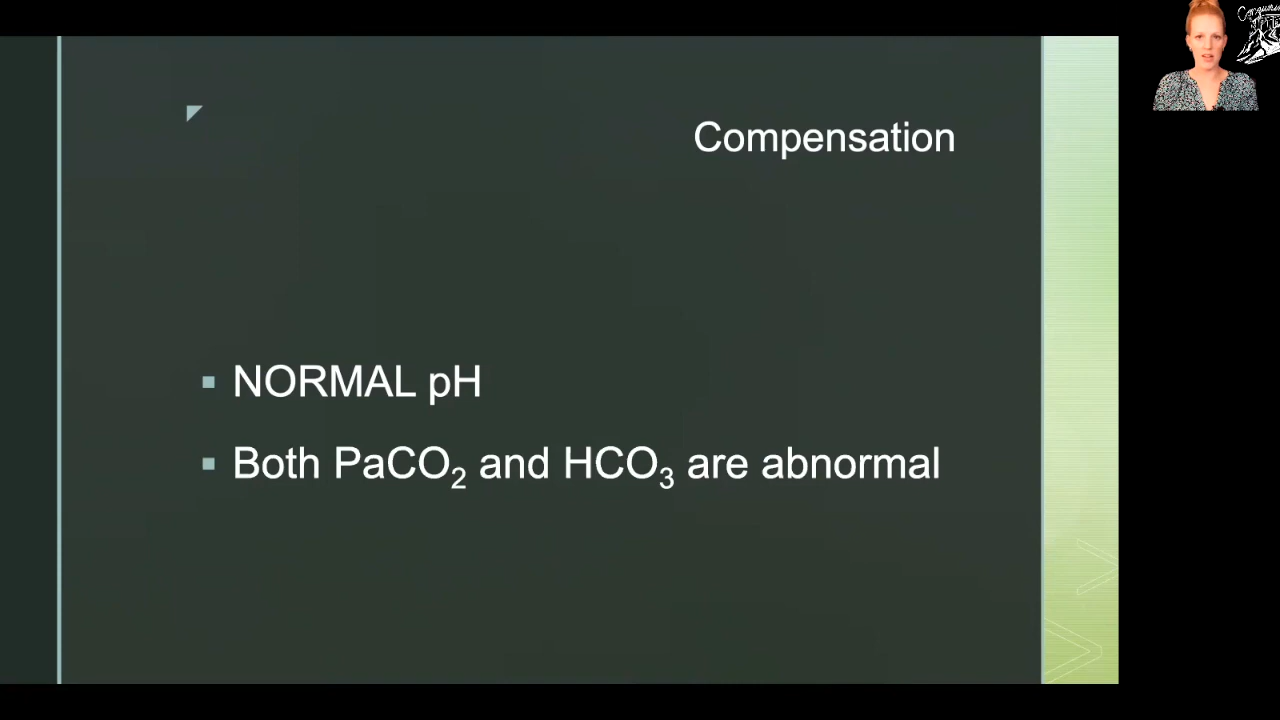 Compensation
▪ NORMAL pH
▪ Both PaCO₂ and HCO₃ are abnormal